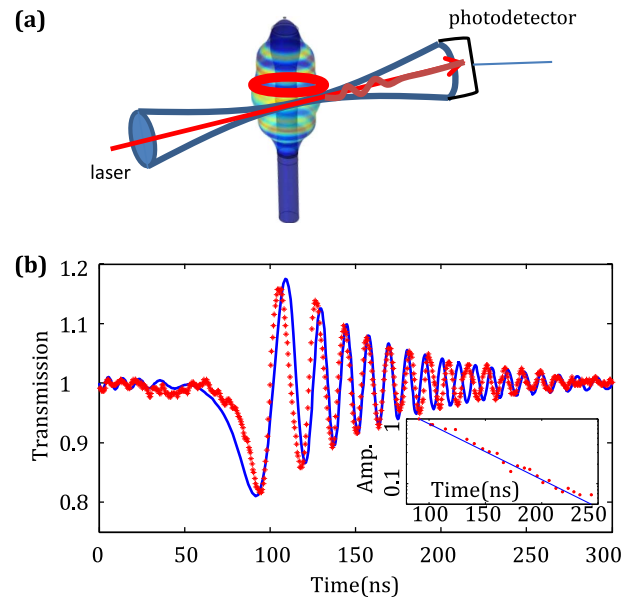 (a)
photodetector
laser
(b)
1.2
1.1
1
0.9
0.8
Transmission
0 50 100 150 200 250 300
Time(ns)
1
0.1
Amp.
Time(ns)
100 150 200 250